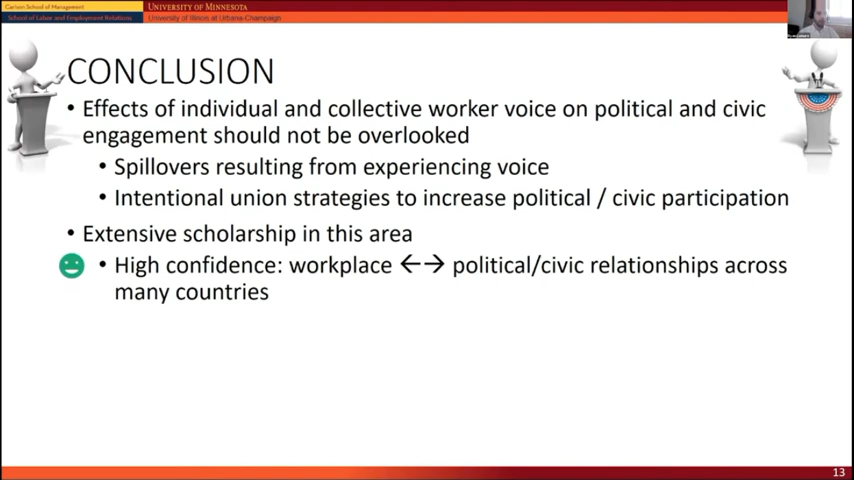 Carlson School of Management
UNIVERSITY OF MINNESOTA
School of Labor and Employment Relations
University of Illinois at Urbana-Champaign
CONCLUSION
• Effects of individual and collective worker voice on political and civic
engagement should not be overlooked
• Spillovers resulting from experiencing voice
• Intentional union strategies to increase political / civic participation
• Extensive scholarship in this area
• High confidence: workplace ←→ political/civic relationships across
many countries
13